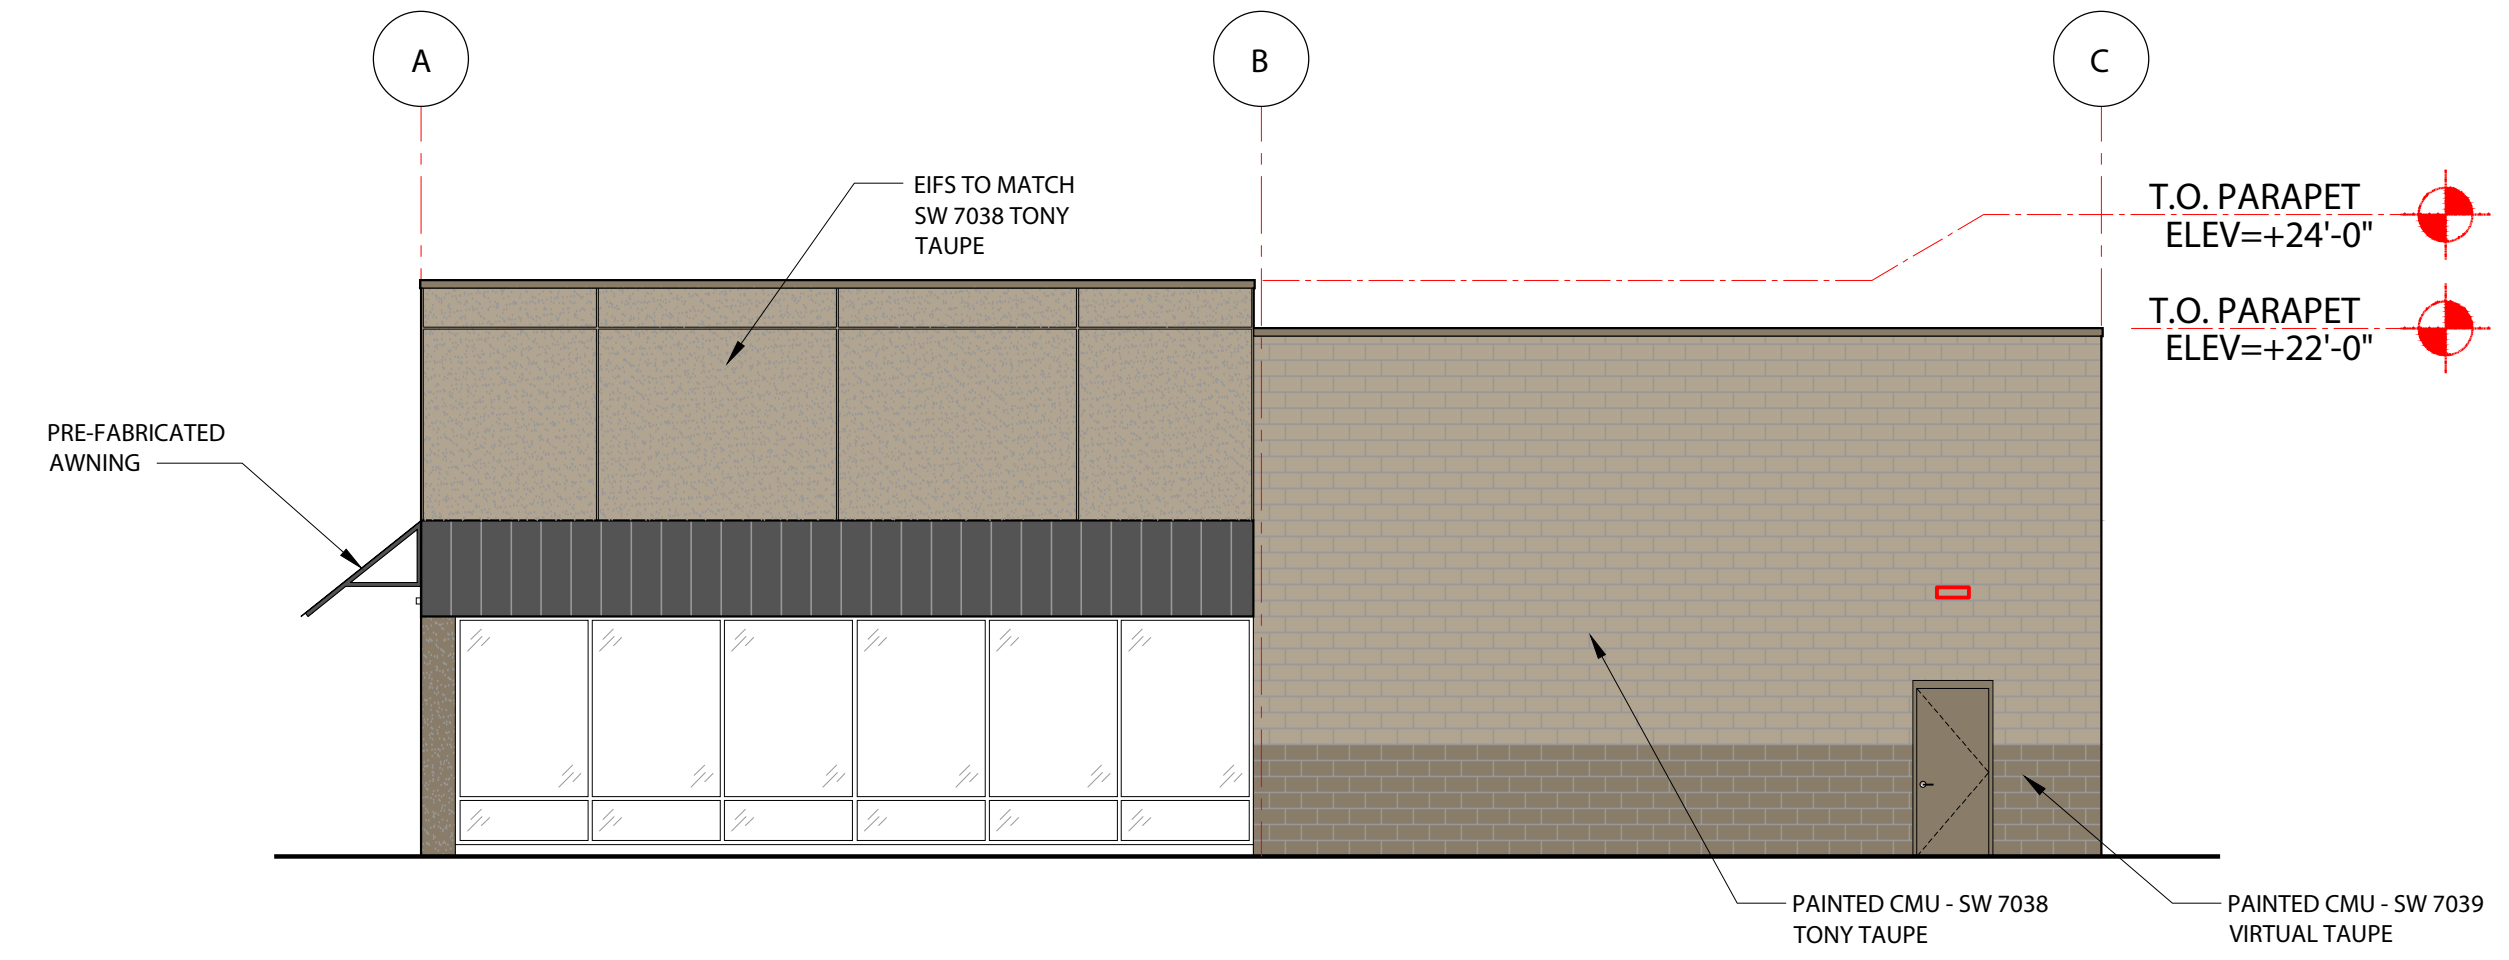 A
B
C
EIFS TO MATCH
SW 7038 TONY
TAUPE
T.O. PARAPET
ELEV=+24'-0"
T.O. PARAPET
ELEV=+22'-0"
PRE-FABRICATED
AWNING
PAINTED CMU - SW 7038
TONY TAUPE
PAINTED CMU - SW 7039
VIRTUAL TAUPE